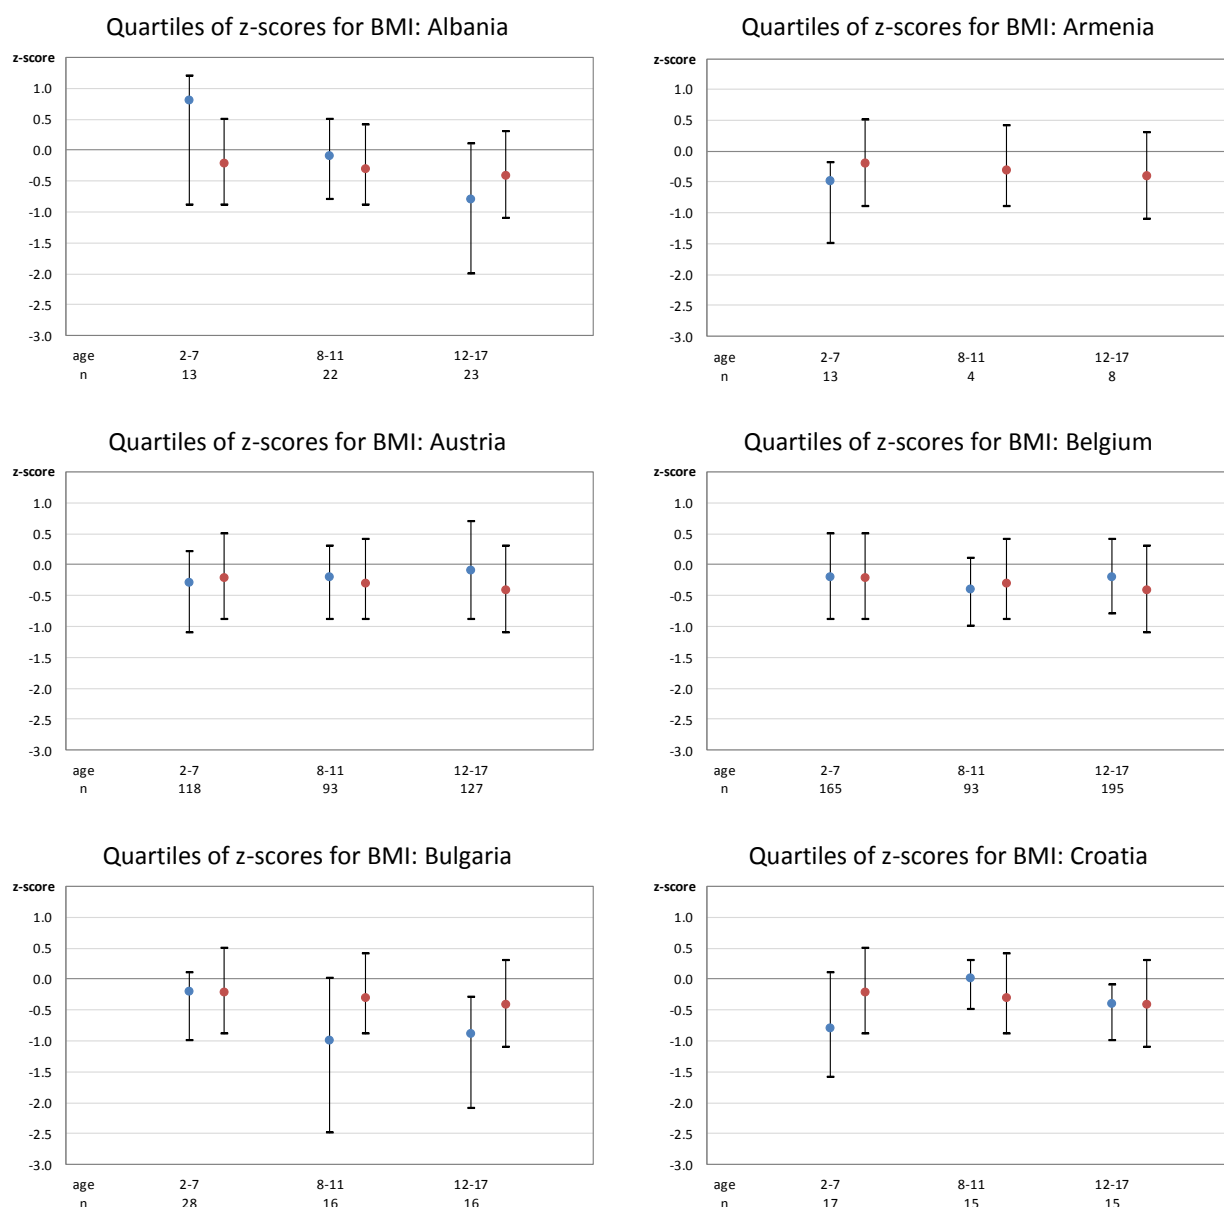 Quartiles of z-scores for BMI: Albania
z-score
1.0
0.5
0.0
-0.5
-1.0
-1.5
-2.0
-2.5
-3.0
age 2-7 8-11 12-17
n 13 22 23
Quartiles of z-scores for BMI: Armenia
z-score
1.0
0.5
0.0
-0.5
-1.0
-1.5
-2.0
-2.5
-3.0
age 2-7 8-11 12-17
n 13 4 8
Quartiles of z-scores for BMI: Austria
z-score
1.0
0.5
0.0
-0.5
-1.0
-1.5
-2.0
-2.5
-3.0
age 2-7 8-11 12-17
n 118 93 127
Quartiles of z-scores for BMI: Belgium
z-score
1.0
0.5
0.0
-0.5
-1.0
-1.5
-2.0
-2.5
-3.0
age 2-7 8-11 12-17
n 165 93 195
Quartiles of z-scores for BMI: Bulgaria
z-score
1.0
0.5
0.0
-0.5
-1.0
-1.5
-2.0
-2.5
-3.0
age 2-7 8-11 12-17
n 28 16 16
Quartiles of z-scores for BMI: Croatia
z-score
1.0
0.5
0.0
-0.5
-1.0
-1.5
-2.0
-2.5
-3.0
age 2-7 8-11 12-17
n 17 15 15